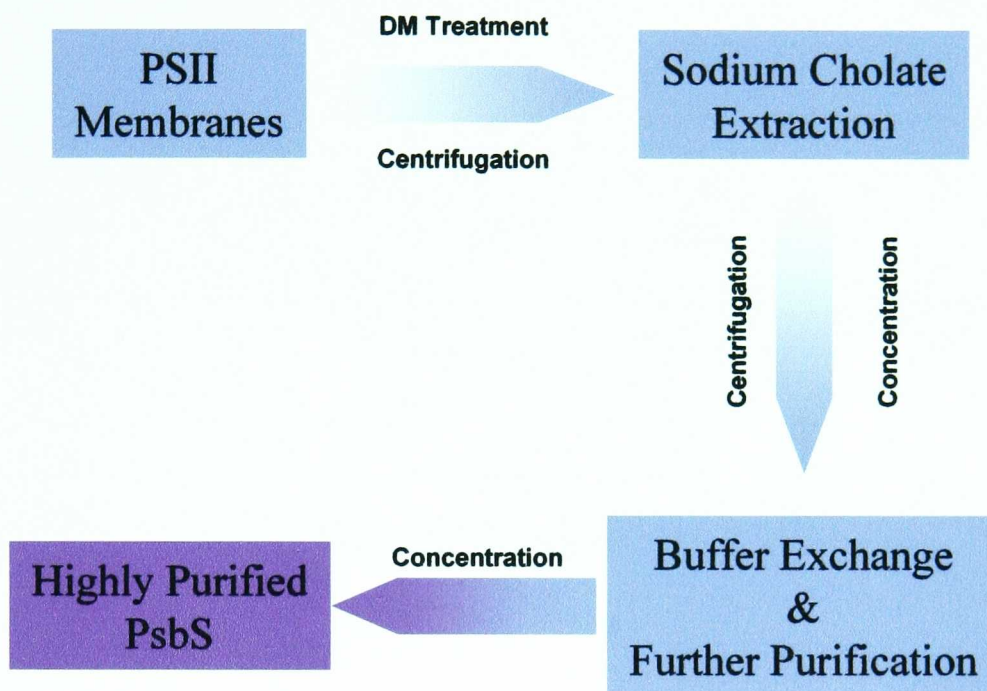 PSII
Membranes
DM Treatment
Centrifugation
Sodium Cholate
Extraction
Centrifugation
Concentration
Buffer Exchange
&
Further Purification
Concentration
Highly Purified
PsbS